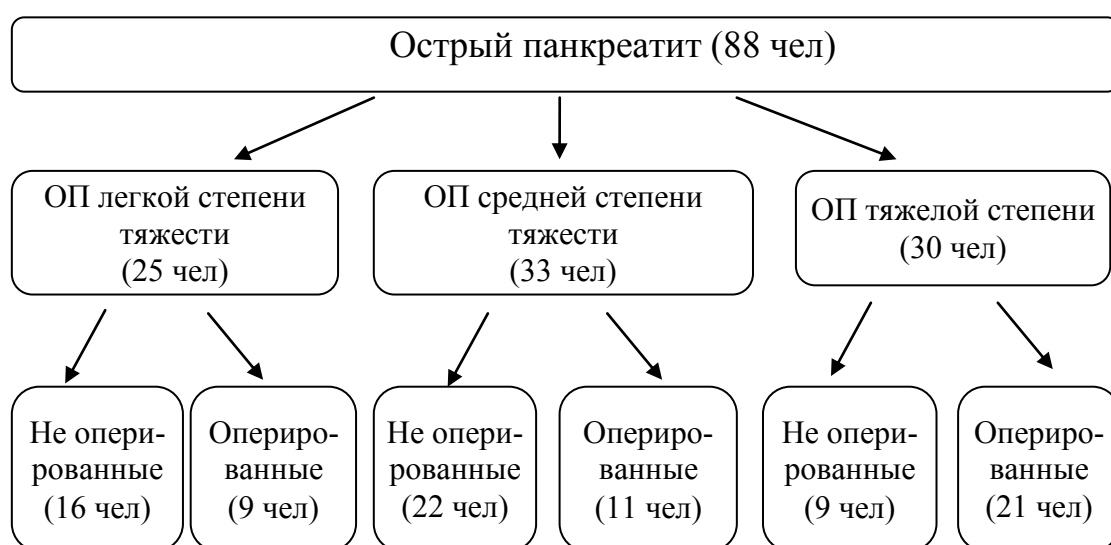 Острый панкреатит (88 чел)
ОП легкой степени
тяжести
(25 чел)
ОП средней степени
тяжести
(33 чел)
ОП тяжелой степени
(30 чел)
Не опери-
рованные
(16 чел)
Опериро-
ванные
(9 чел)
Не опери-
рованные
(22 чел)
Опериро-
ванные
(11 чел)
Не опери-
рованные
(9 чел)
Опериро-
ванные
(21 чел)